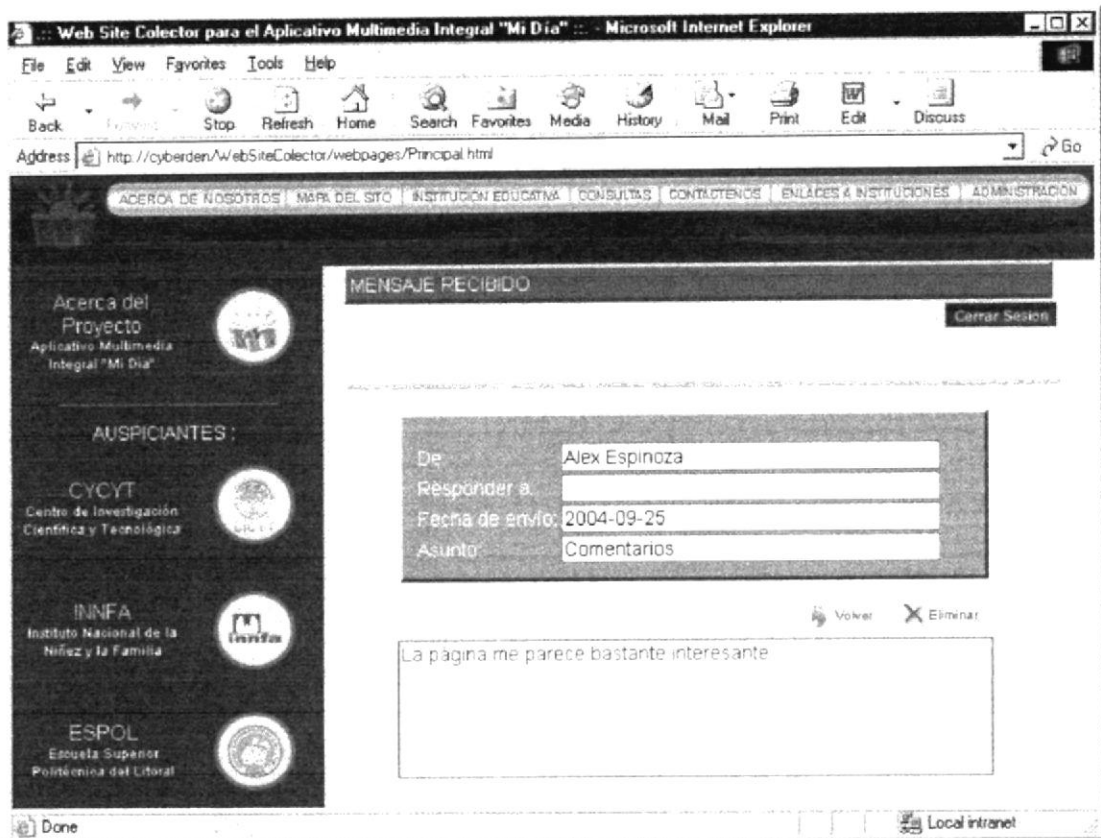 .:: Web Site Colector para el Aplicativo Multimedia Integral "Mi Día" ::. - Microsoft Internet Explorer
File Edit View Favorites Tools Help
Back Forward Stop Refresh Home Search Favorites Media History Mail Print Edit Discuss
Address http://cyberden/WebSiteColector/webpages/Principal.html Go
ACERCA DE NOSOTROS MAPA DEL SITO INSTITUCION EDUCATIVA CONSULTAS CONTACTENOS ENLACES A INSTITUCIONES ADMINISTRACION
MENSAJE RECIBIDO
Cerrar Sesion
Acerca del
Proyecto
Aplicativo Multimedia
Integral "Mi Dia"
AUSPICIANTES :
CYCYT
Centro de Investigación
Científica y Tecnológica
INNFA
Instituto Nacional de la
Niñez y la Familia
innfa
ESPOL
Escuela Superior
Politécnica del Litoral
De Alex Espinoza
Responder a:
Fecha de envío: 2004-09-25
Asunto: Comentarios
Volver Eliminar
La página me parece bastante interesante
Done Local intranet